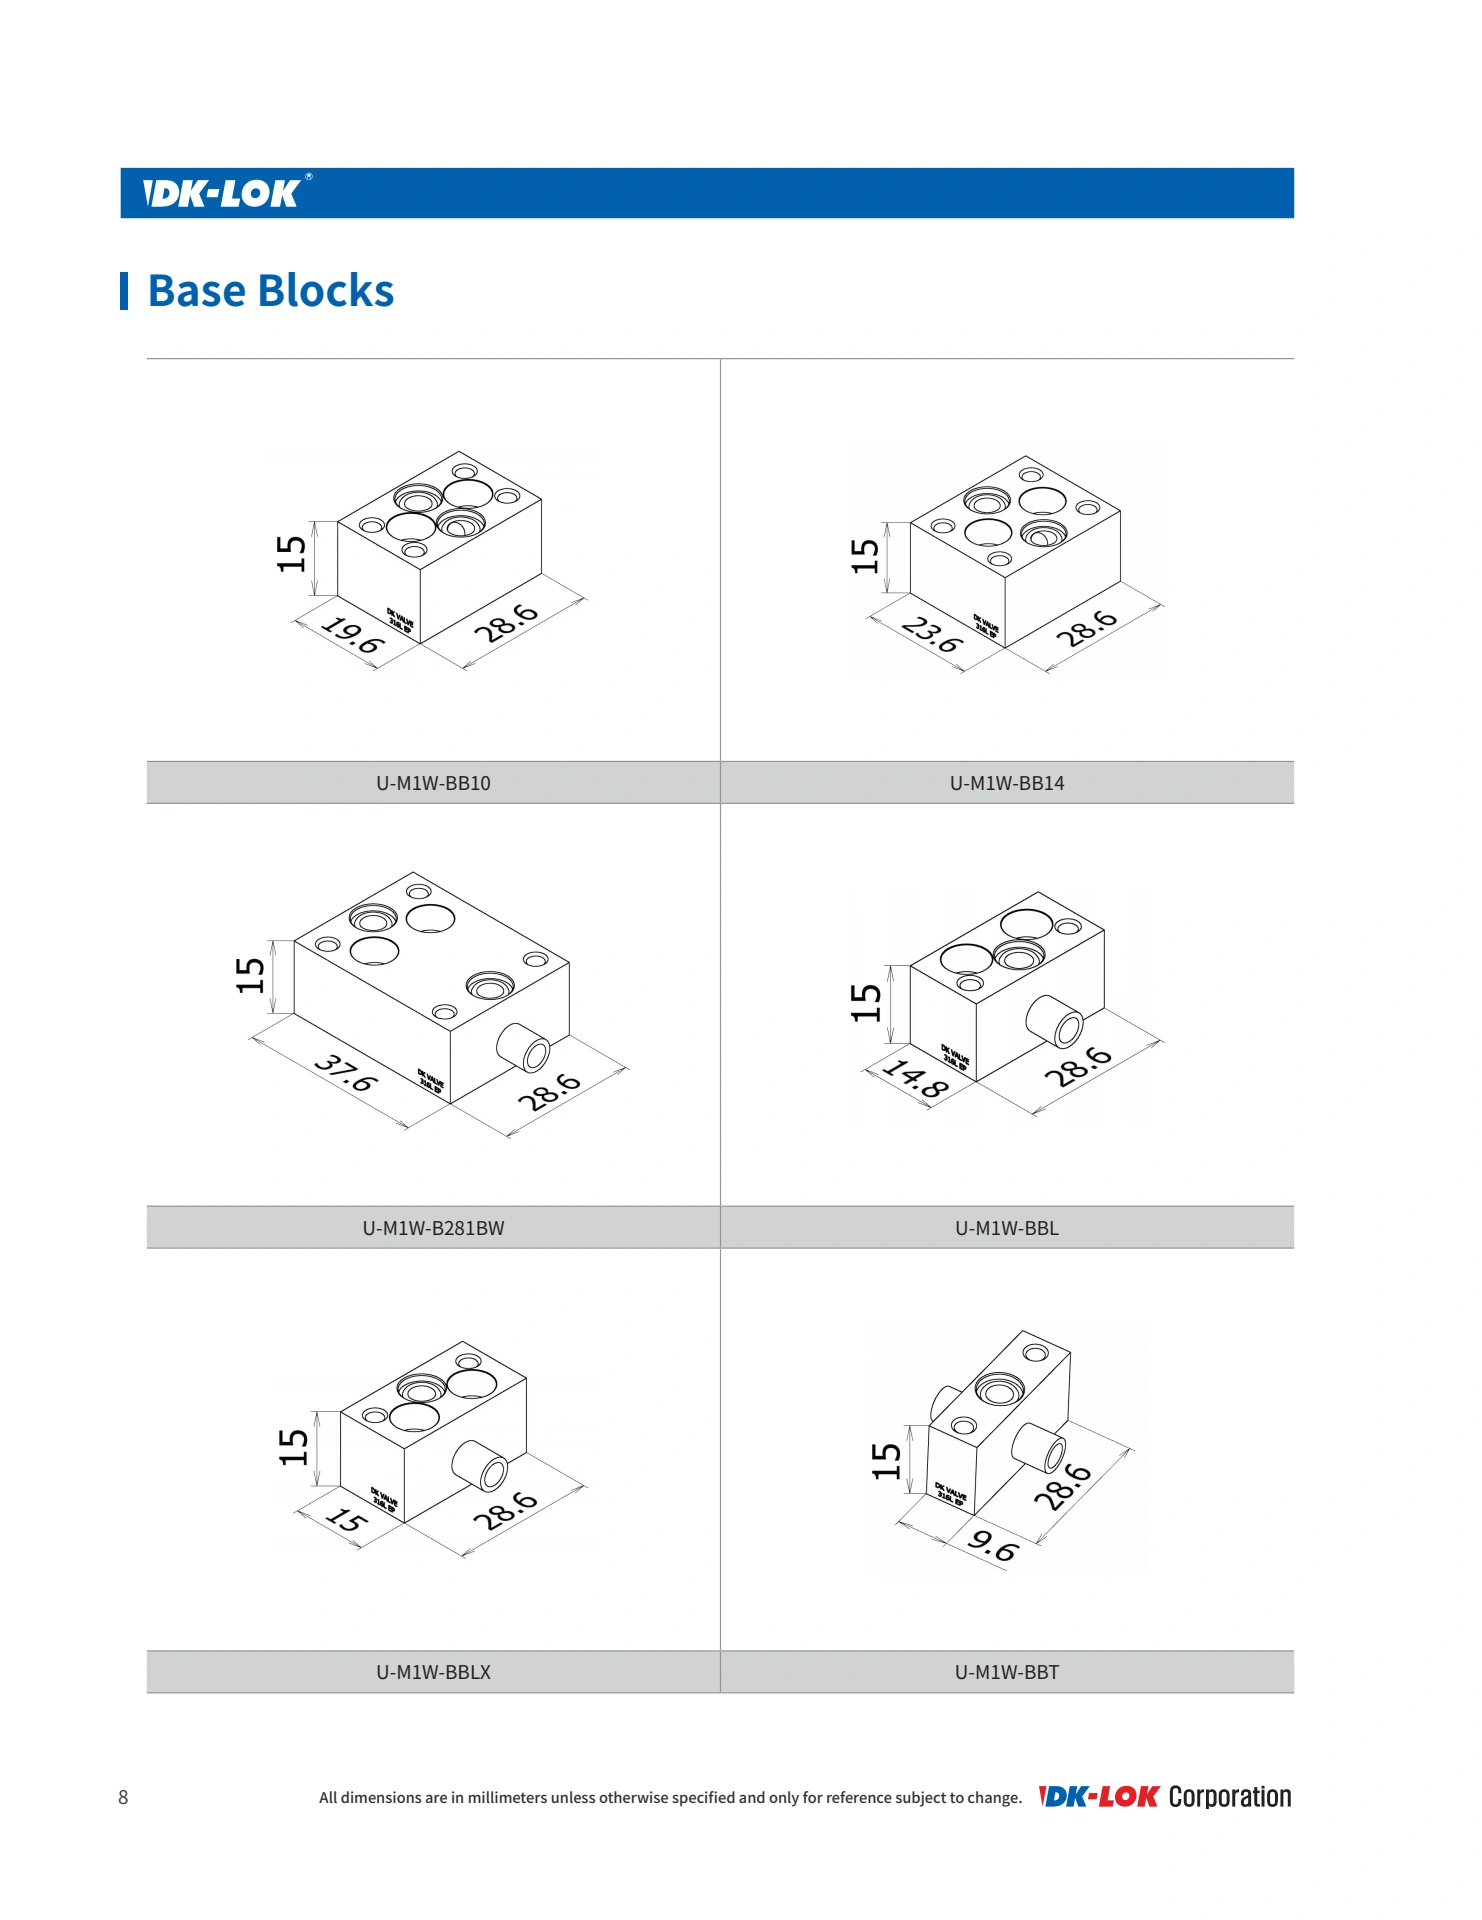 DK-LOK®
Base Blocks
15
19.6
28.6
DK VALVE
316L EP
15
23.6
28.6
DK VALVE
316L EP
U-M1W-BB10
U-M1W-BB14
15
37.6
28.6
DK VALVE
316L EP
15
14.8
28.6
DK VALVE
316L EP
U-M1W-B281BW
U-M1W-BBL
15
15
28.6
DK VALVE
316L EP
15
9.6
28.6
DK VALVE
316L EP
U-M1W-BBLX
U-M1W-BBT
8
All dimensions are in millimeters unless otherwise specified and only for reference subject to change.
DK-LOK Corporation